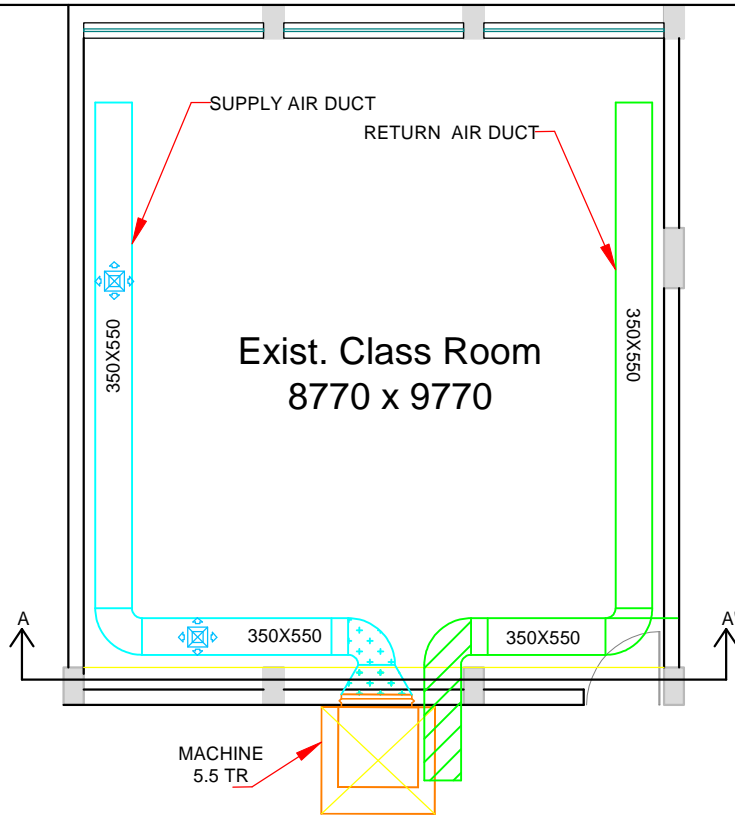 SUPPLY AIR DUCT
RETURN  AIR DUCT
350X550
350X550
Exist. Class Room
8770 x 9770
A
350X550
350X550
A'
MACHINE
5.5 TR